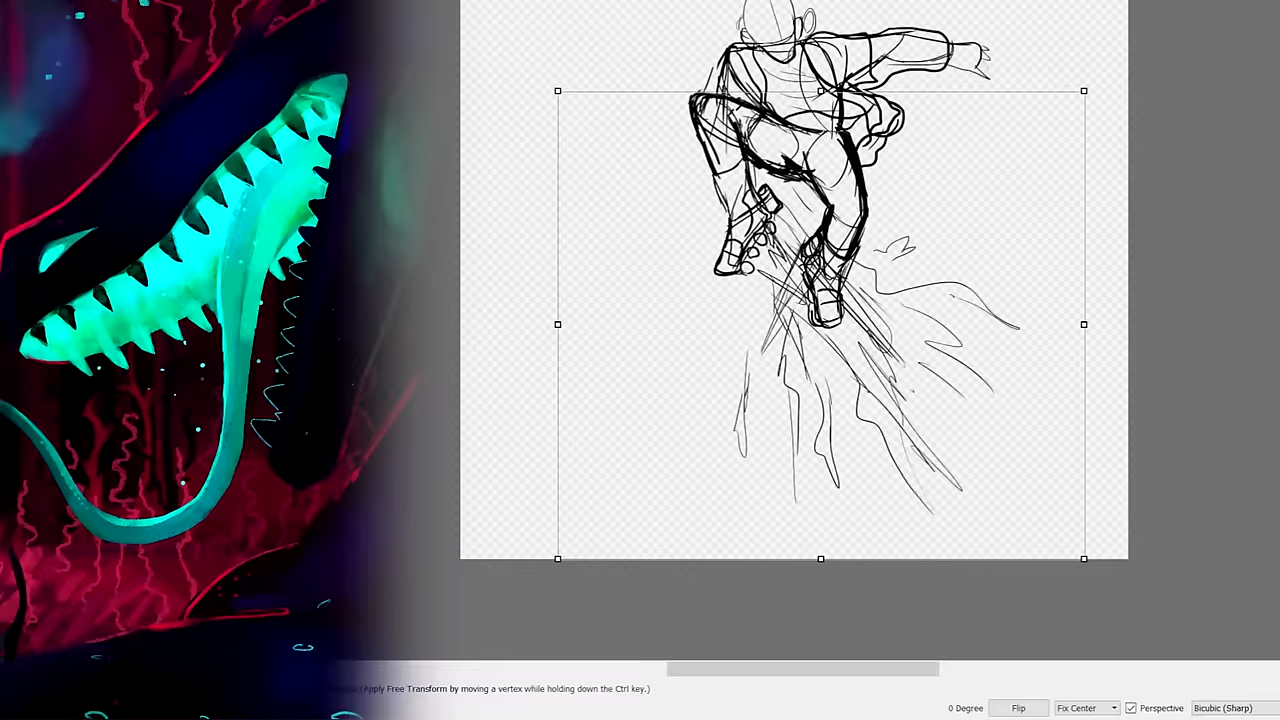 (Apply Free Transform by moving a vertex while holding down the Ctrl key.)
0 Degree Flip Fix Center Perspective Bicubic (Sharp)